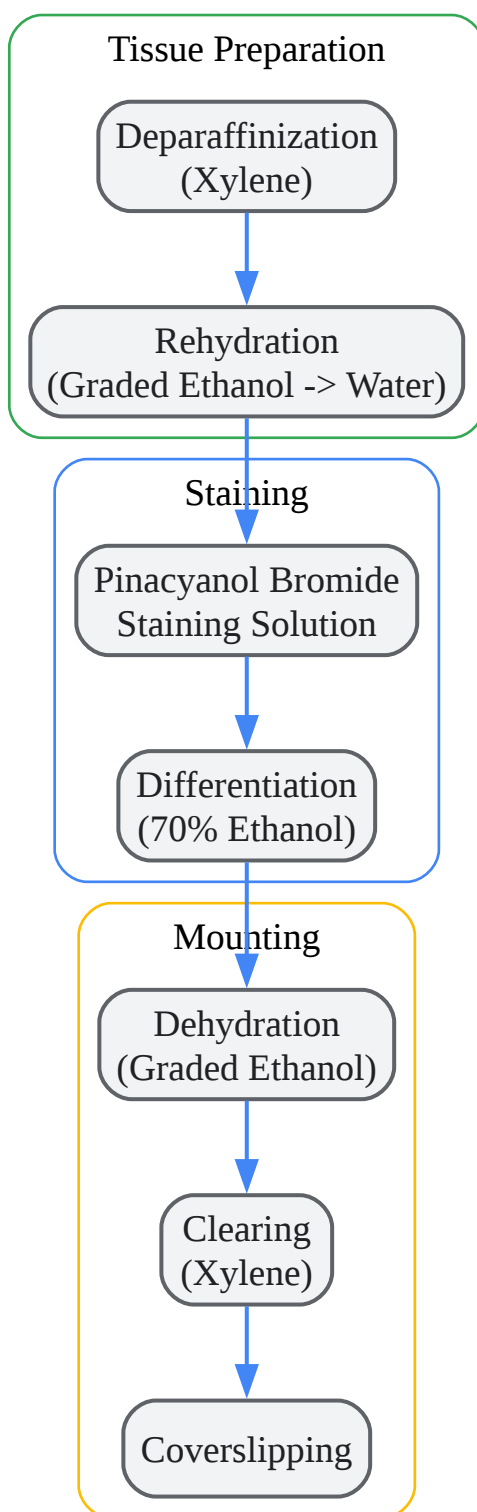 Tissue Preparation
Deparaffinization
(Xylene)
Rehydration
(Graded Ethanol -> Water)
Staining
Pinacyanol Bromide
Staining Solution
Differentiation
(70% Ethanol)
Mounting
Dehydration
(Graded Ethanol)
Clearing
(Xylene)
Coverslipping